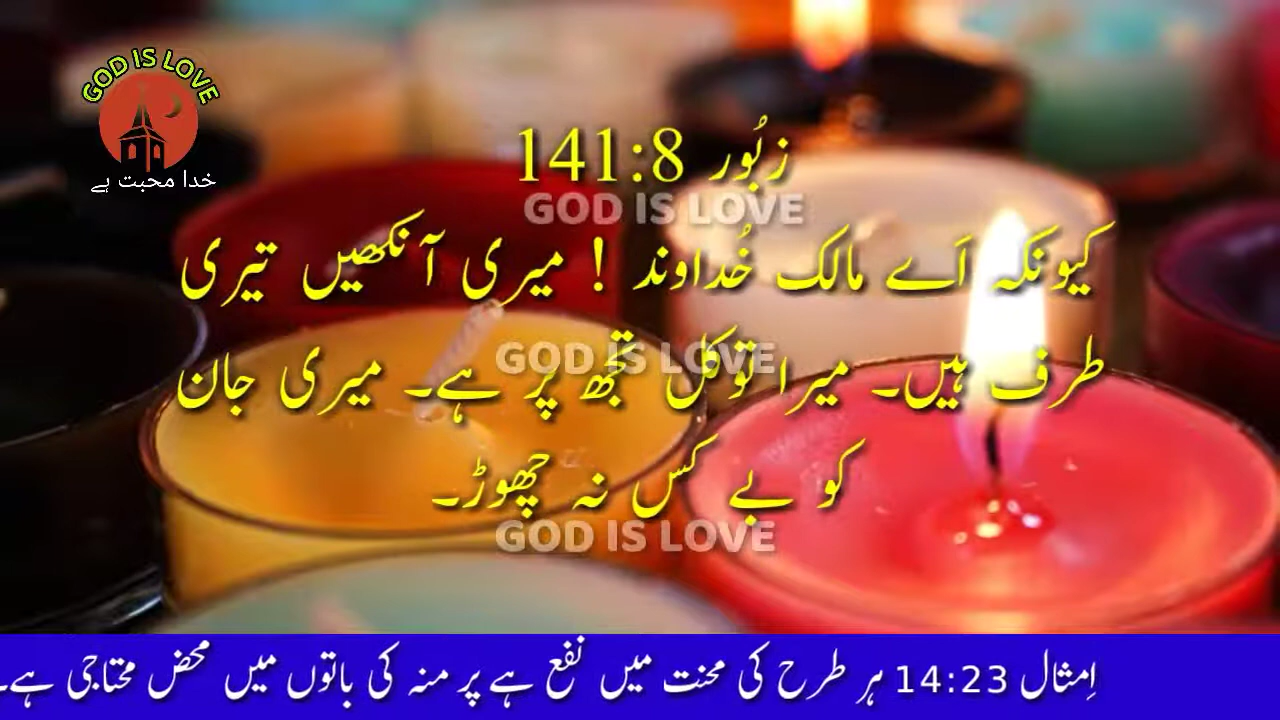 GOD IS LOVE
خدا محبت ہے
زبُور 141:8
GOD IS LOVE
کیونکہ اَے مالک خُداوند ! میری آنکھیں تیری
طرف ہیں۔ میرا توکل تجھ پر ہے۔ میری جان
GOD IS LOVE
کو بے کس نہ چھوڑ۔
GOD IS LOVE
اِمثال 14:23 ہر طرح کی محنت میں نفع ہے پر منہ کی باتوں میں محض محتاجی ہے۔